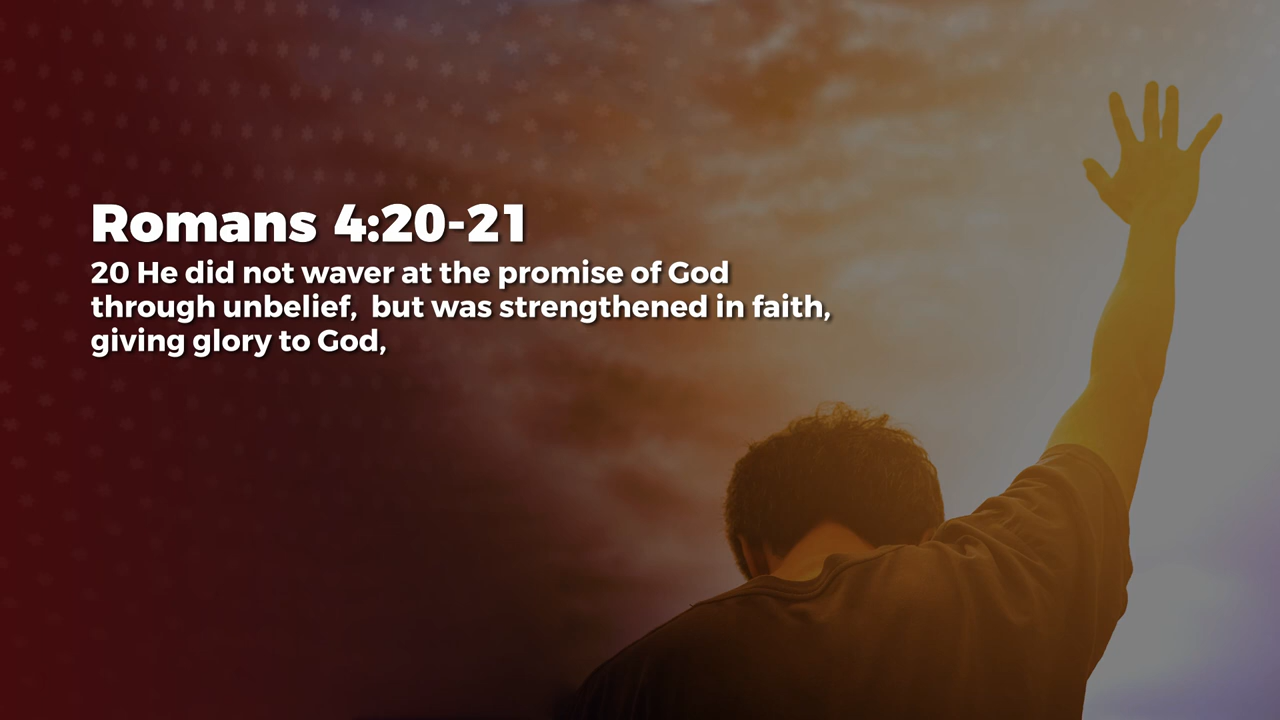 Romans 4:20-21
20 He did not waver at the promise of God
through unbelief,  but was strengthened in faith,
giving glory to God,